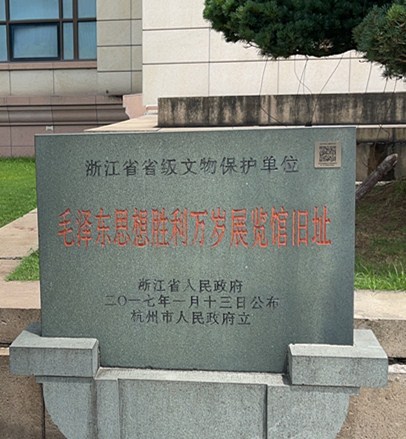 浙江省省级文物保护单位
毛泽东思想胜利万岁展览馆旧址
浙江省人民政府
二〇一七年一月十三日公布
杭州市人民政府立